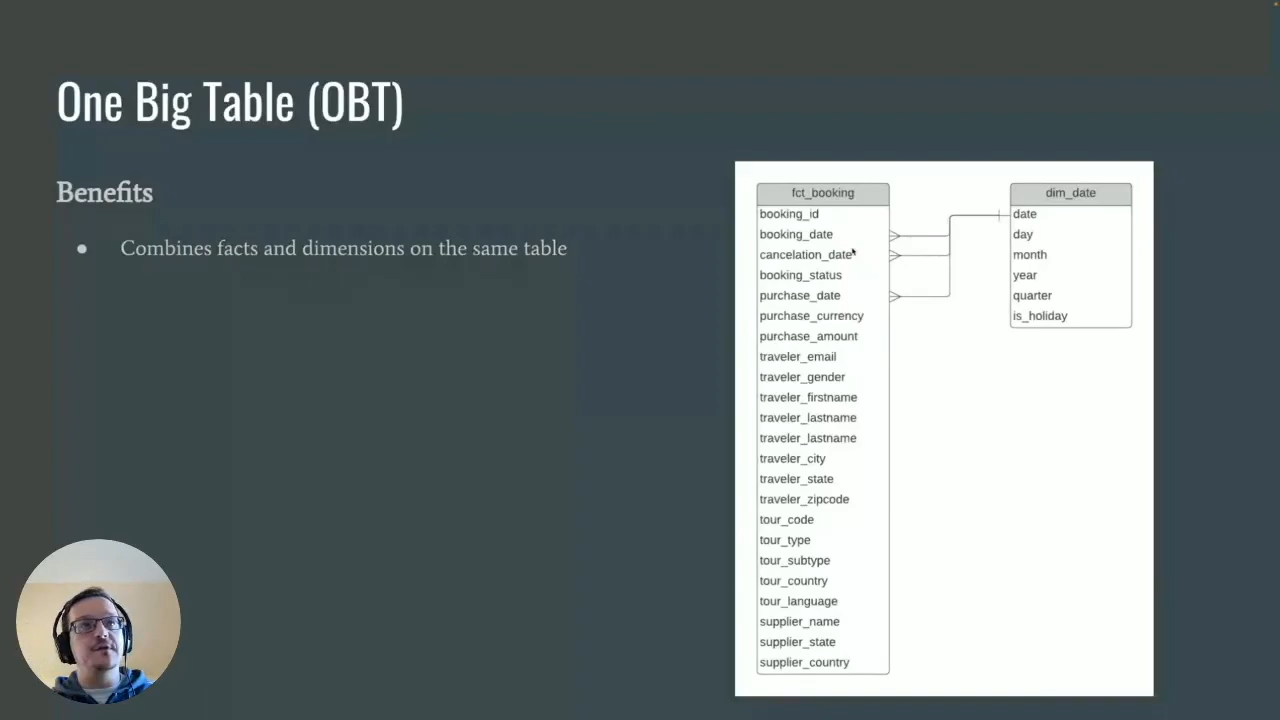 One Big Table (OBT)
Benefits
● Combines facts and dimensions on the same table
fct_booking
booking_id
booking_date
cancelation_date
booking_status
purchase_date
purchase_currency
purchase_amount
traveler_email
traveler_gender
traveler_firstname
traveler_lastname
traveler_lastname
traveler_city
traveler_state
traveler_zipcode
tour_code
tour_type
tour_subtype
tour_country
tour_language
supplier_name
supplier_state
supplier_country
dim_date
date
day
month
year
quarter
is_holiday